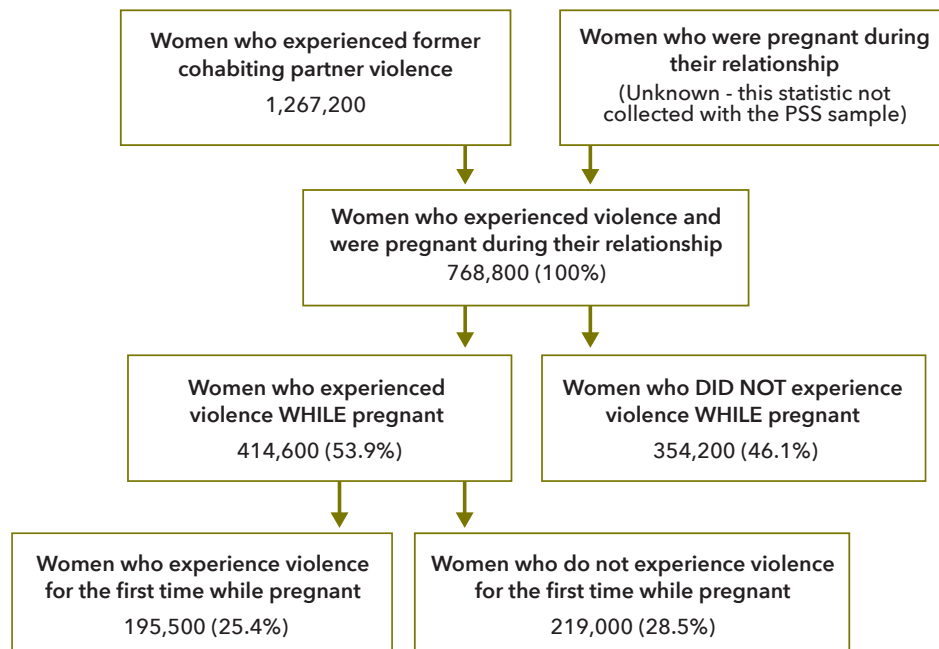 Women who experienced former
cohabiting partner violence
1,267,200
Women who were pregnant during
their relationship
(Unknown - this statistic not
collected with the PSS sample)
Women who experienced violence and
were pregnant during their relationship
768,800 (100%)
Women who experienced
violence WHILE pregnant
414,600 (53.9%)
Women who DID NOT experience
violence WHILE pregnant
354,200 (46.1%)
Women who experience violence
for the first time while pregnant
195,500 (25.4%)
Women who do not experience violence
for the first time while pregnant
219,000 (28.5%)